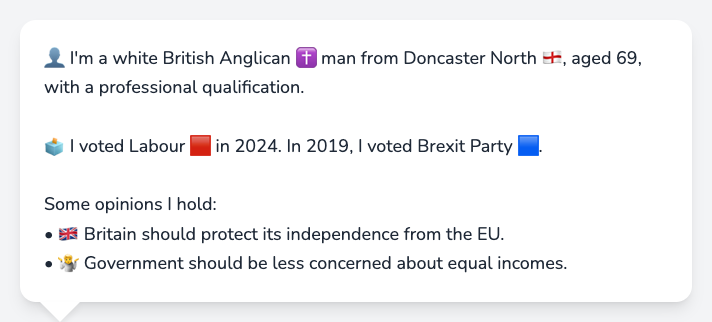 👤 I'm a white British Anglican ✝️ man from Doncaster North 🏴󠁧󠁢󠁥󠁮󠁧󠁿, aged 69,
with a professional qualification.
🗳️ I voted Labour 🟥 in 2024. In 2019, I voted Brexit Party 🟦.
Some opinions I hold:
• 🇬🇧 Britain should protect its independence from the EU.
• 🤷 Government should be less concerned about equal incomes.